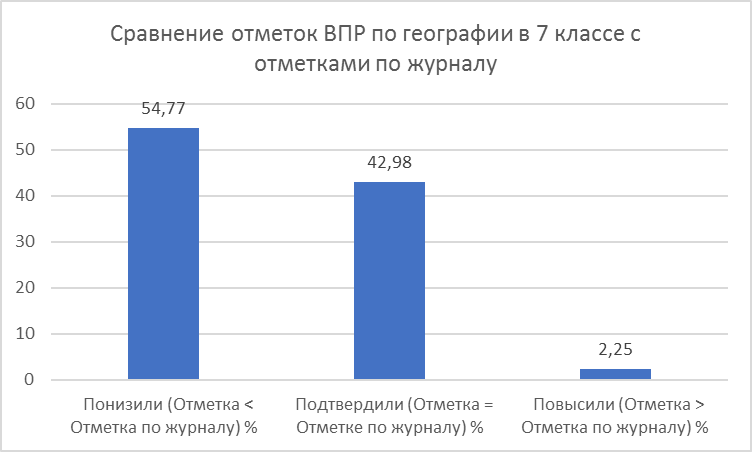 Сравнение отметок ВПР по географии в 7 классе с
отметками по журналу
60
50
40
30
20
10
0
54,77
42,98
2,25
Понизили (Отметка <
Отметка по журналу) %
Подтвердили (Отметка =
Отметке по журналу) %
Повысили (Отметка >
Отметка по журналу) %